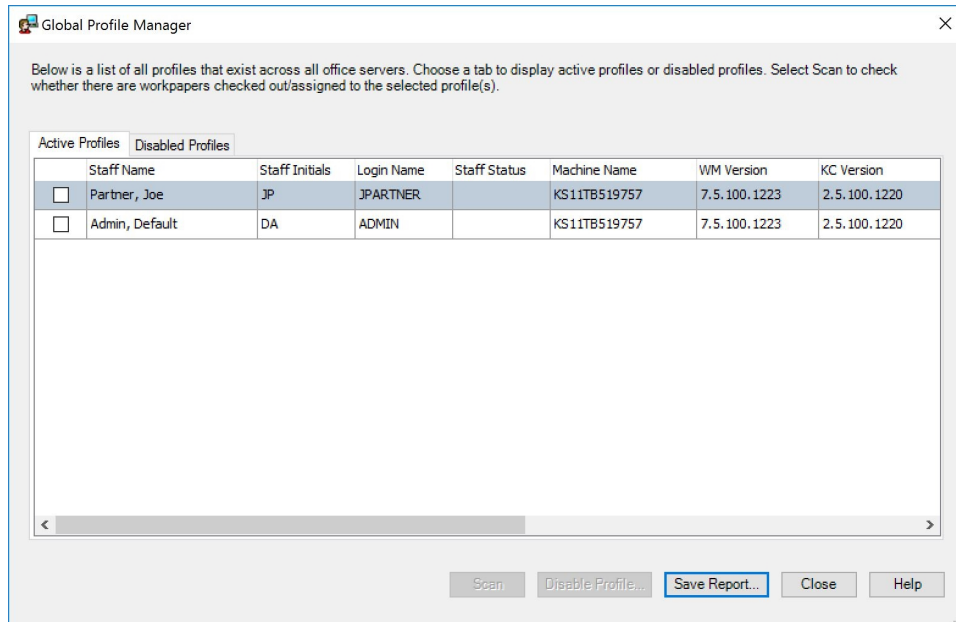 Global Profile Manager
Below is a list of all profiles that exist across all office servers. Choose a tab to display active profiles or disabled profiles. Select Scan to check
whether there are workpapers checked out/assigned to the selected profile(s).
Active Profiles Disabled Profiles
Staff Name Staff Initials Login Name Staff Status Machine Name WM Version KC Version
Partner, Joe JP JPARTNER KS11TB519757 7.5.100.1223 2.5.100.1220
Admin, Default DA ADMIN KS11TB519757 7.5.100.1223 2.5.100.1220
Scan Disable Profile... Save Report... Close Help